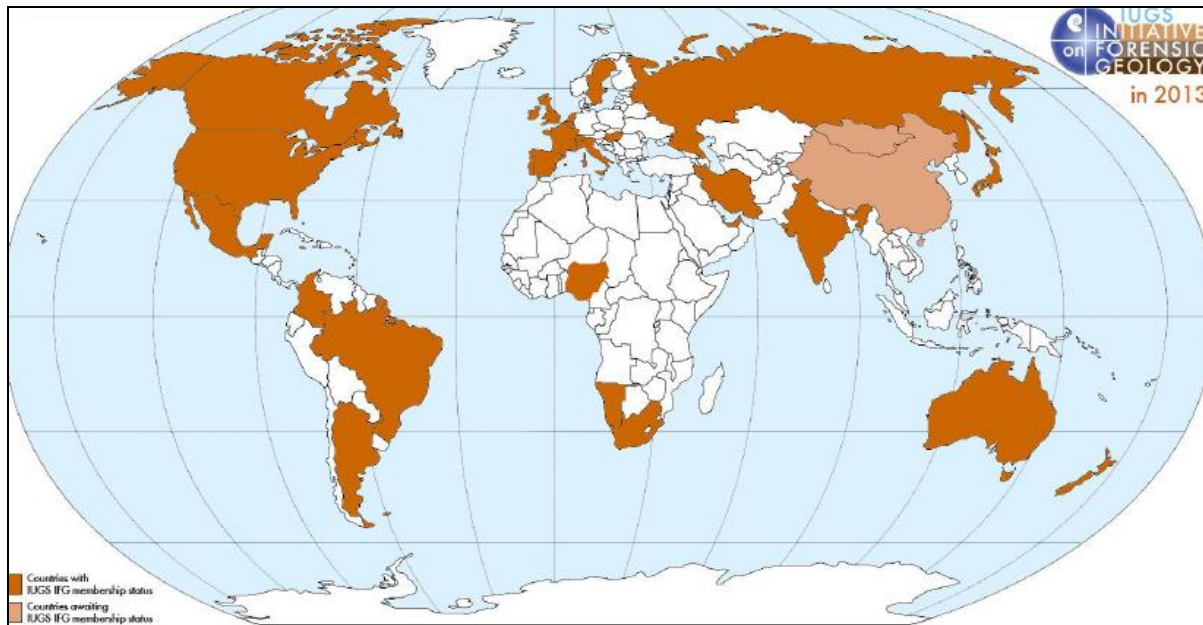 IUGS
INITIATIVE
on FORENSIC
GEOLOGY
in 2013
Countries with
IUGS IFG membership status
Countries awaiting
IUGS IFG membership status